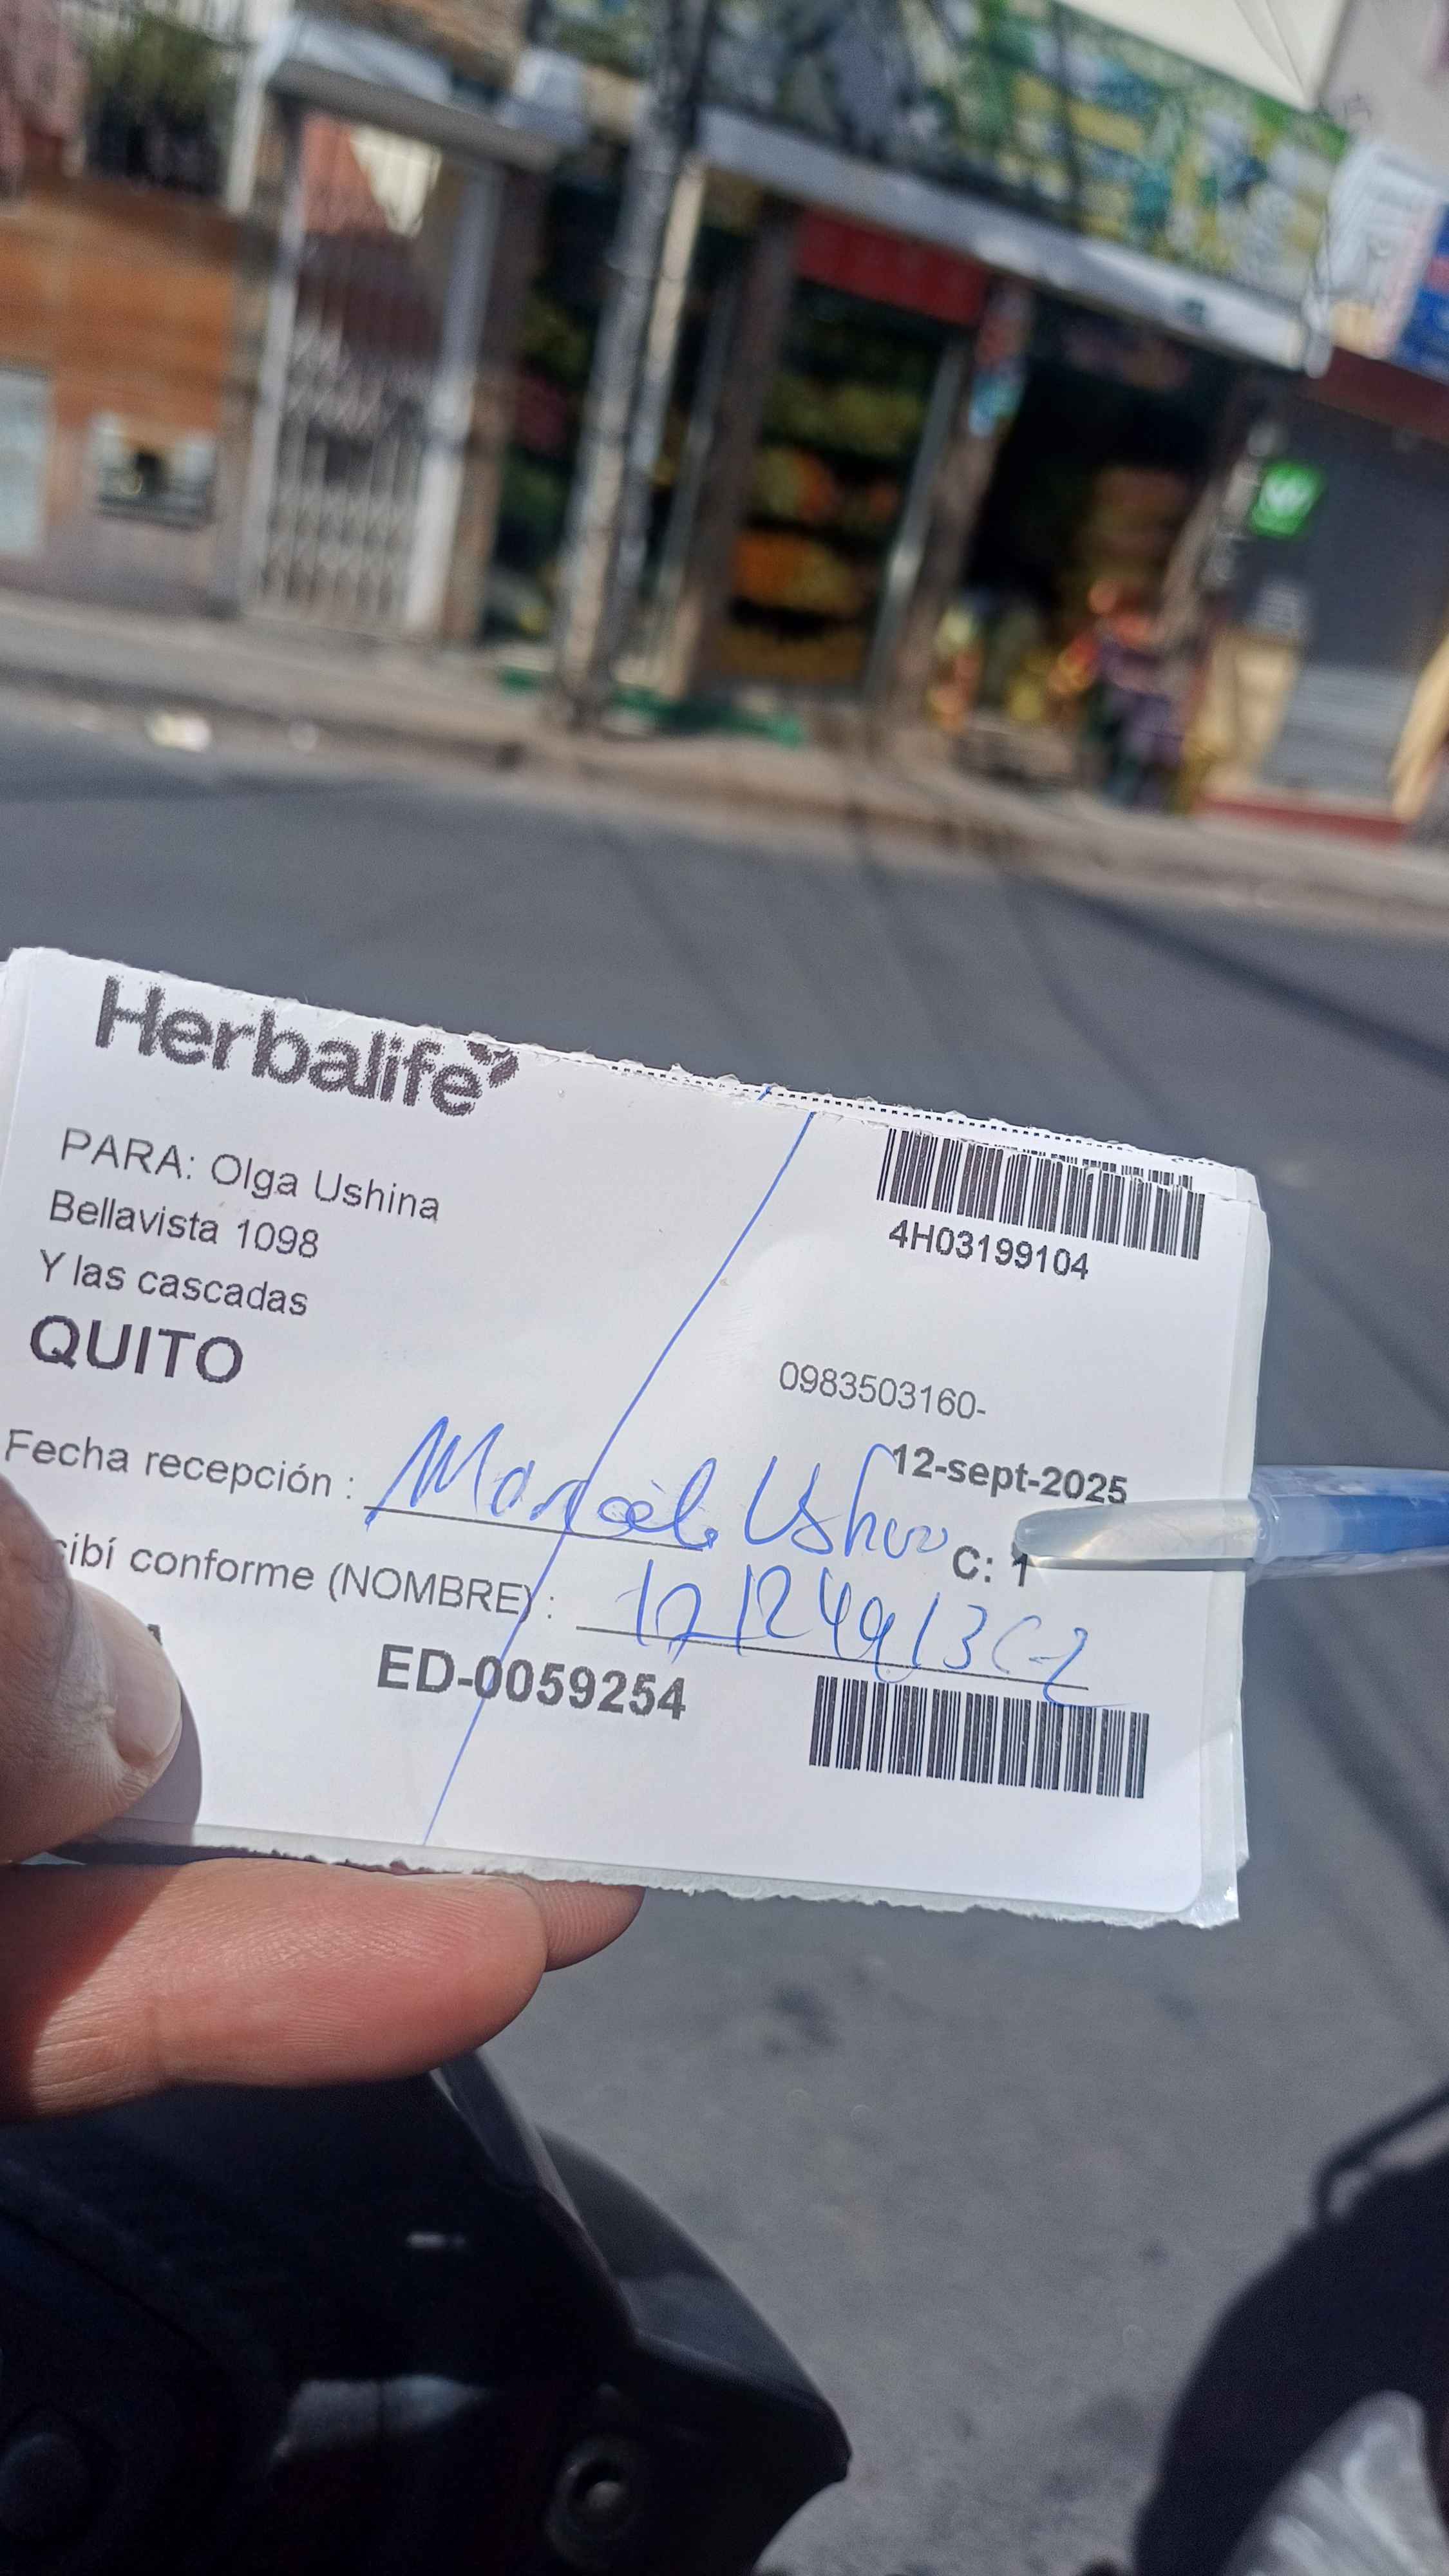 Herbalife
PARA: Olga Ushina
Bellavista 1098
Y las cascadas
QUITO
4H03199104
0983503160-
12-sept-2025
Fecha recepción : Ushina
C: 1
cibí conforme (NOMBRE) :
ED-0059254